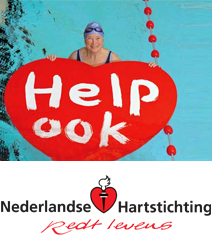 Help
ook
Nederlandse Hartstichting
Redt levens